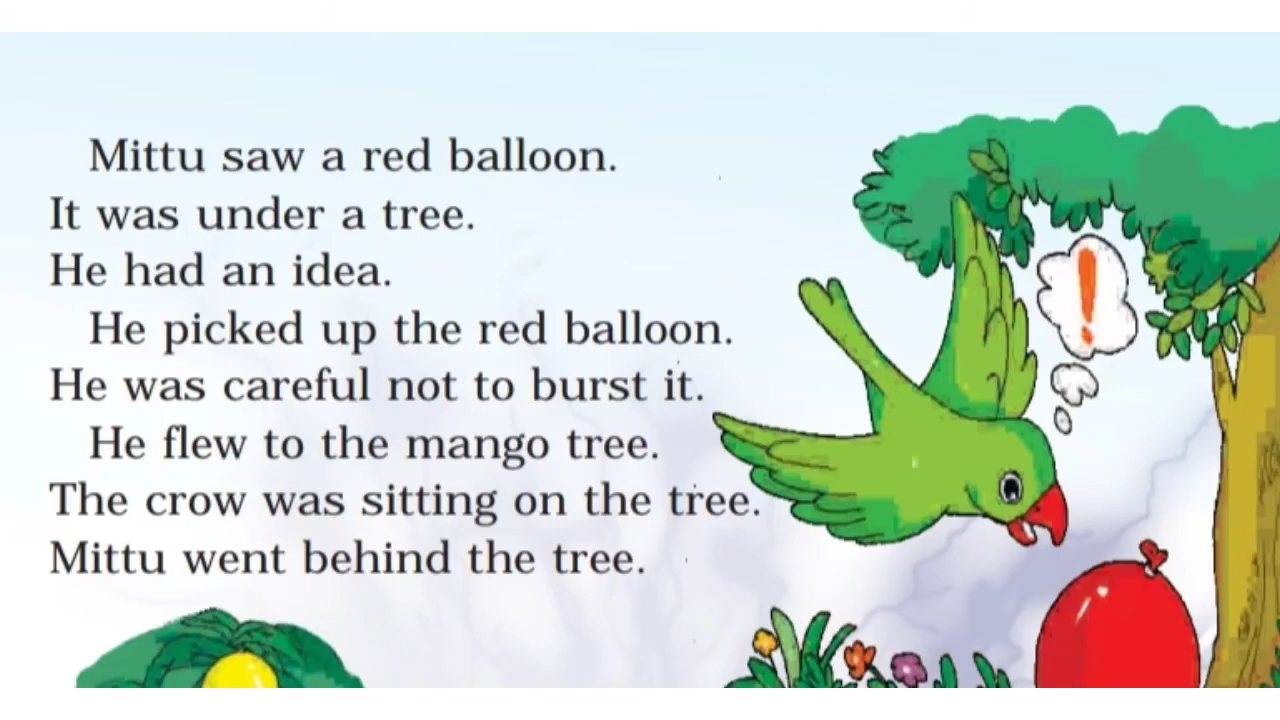 Mittu saw a red balloon.
It was under a tree.
He had an idea.
He picked up the red balloon.
He was careful not to burst it.
He flew to the mango tree.
The crow was sitting on the tree.
Mittu went behind the tree.
!